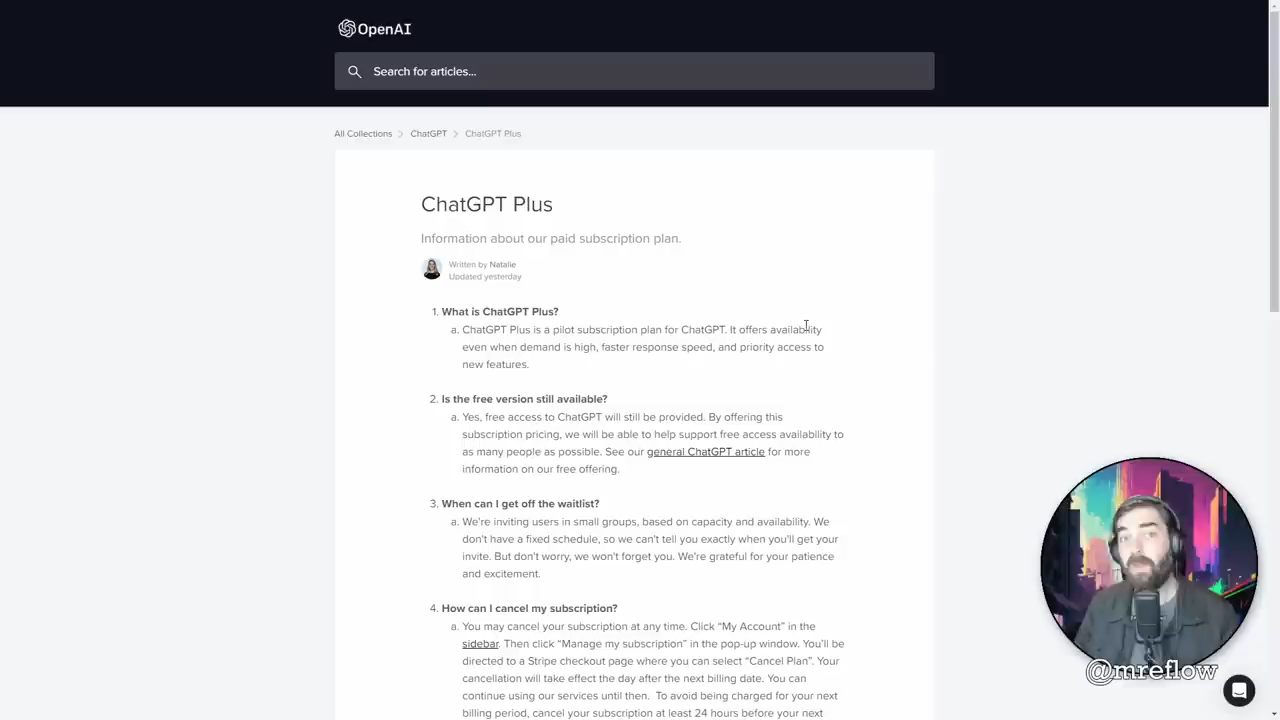 OpenAI
Search for articles...
All Collections > ChatGPT > ChatGPT Plus
ChatGPT Plus
Information about our paid subscription plan.
Written by Natalie
Updated yesterday
1. What is ChatGPT Plus?
a. ChatGPT Plus is a pilot subscription plan for ChatGPT. It offers availability
even when demand is high, faster response speed, and priority access to
new features.
2. Is the free version still available?
a. Yes, free access to ChatGPT will still be provided. By offering this
subscription pricing, we will be able to help support free access availability to
as many people as possible. See our general ChatGPT article for more
information on our free offering.
3. When can I get off the waitlist?
a. We're inviting users in small groups, based on capacity and availability. We
don't have a fixed schedule, so we can't tell you exactly when you'll get your
invite. But don't worry, we won't forget you. We're grateful for your patience
and excitement.
4. How can I cancel my subscription?
a. You may cancel your subscription at any time. Click “My Account” in the
sidebar. Then click “Manage my subscription” in the pop-up window. You’ll be
directed to a Stripe checkout page where you can select “Cancel Plan”. Your
cancellation will take effect the day after the next billing date. You can
continue using our services until then. To avoid being charged for your next
billing period, cancel your subscription at least 24 hours before your next
@mreflow